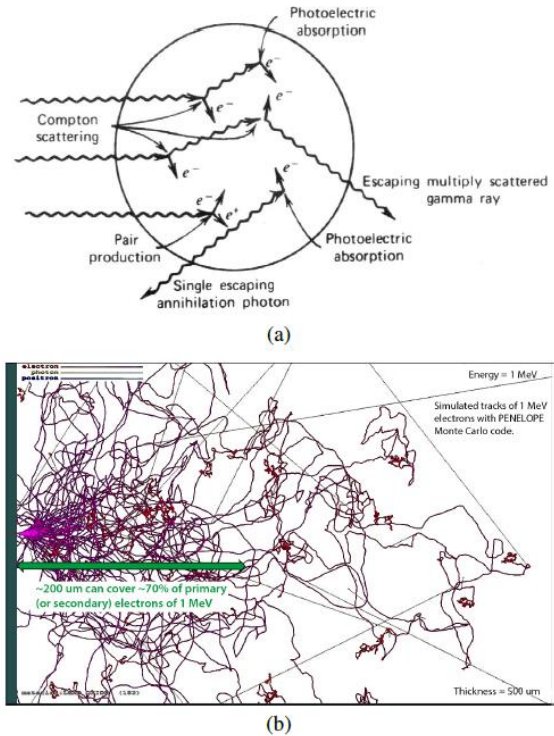 Photoelectric
absorption
e⁻
e⁻
e⁻
Compton
scattering
e⁻
e⁻
Escaping multiply scattered
gamma ray
e⁻
e⁺
Pair
production
Photoelectric
absorption
Single escaping
annihilation photon
(a)
electron
photon
positron
Energy = 1 MeV
Simulated tracks of 1 MeV
electrons with PENELOPE
Monte Carlo code.
~200 um can cover ~70% of primary
(or secondary) electrons of 1 MeV
Thickness = 500 um
(b)